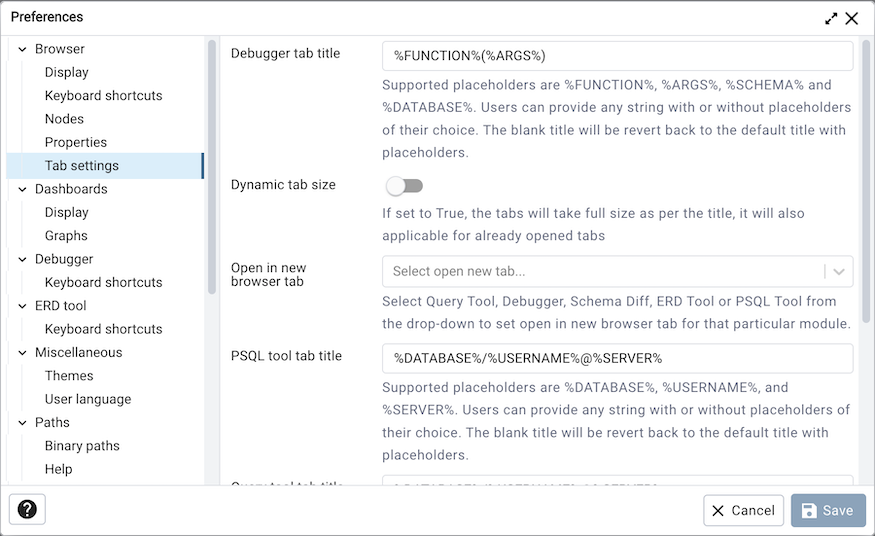 Preferences
Browser
Display
Keyboard shortcuts
Nodes
Properties
Tab settings
Dashboards
Display
Graphs
Debugger
Keyboard shortcuts
ERD tool
Keyboard shortcuts
Miscellaneous
Themes
User language
Paths
Binary paths
Help
Debugger tab title
%FUNCTION%(%ARGS%)
Supported placeholders are %FUNCTION%, %ARGS%, %SCHEMA% and
%DATABASE%. Users can provide any string with or without placeholders
of their choice. The blank title will be revert back to the default title with
placeholders.
Dynamic tab size
If set to True, the tabs will take full size as per the title, it will also
applicable for already opened tabs
Open in new
browser tab
Select open new tab...
Select Query Tool, Debugger, Schema Diff, ERD Tool or PSQL Tool from
the drop-down to set open in new browser tab for that particular module.
PSQL tool tab title
%DATABASE%/%USERNAME%@%SERVER%
Supported placeholders are %DATABASE%, %USERNAME%, and
%SERVER%. Users can provide any string with or without placeholders of
their choice. The blank title will be revert back to the default title with
placeholders.
Query tool tab title
?
Cancel
Save